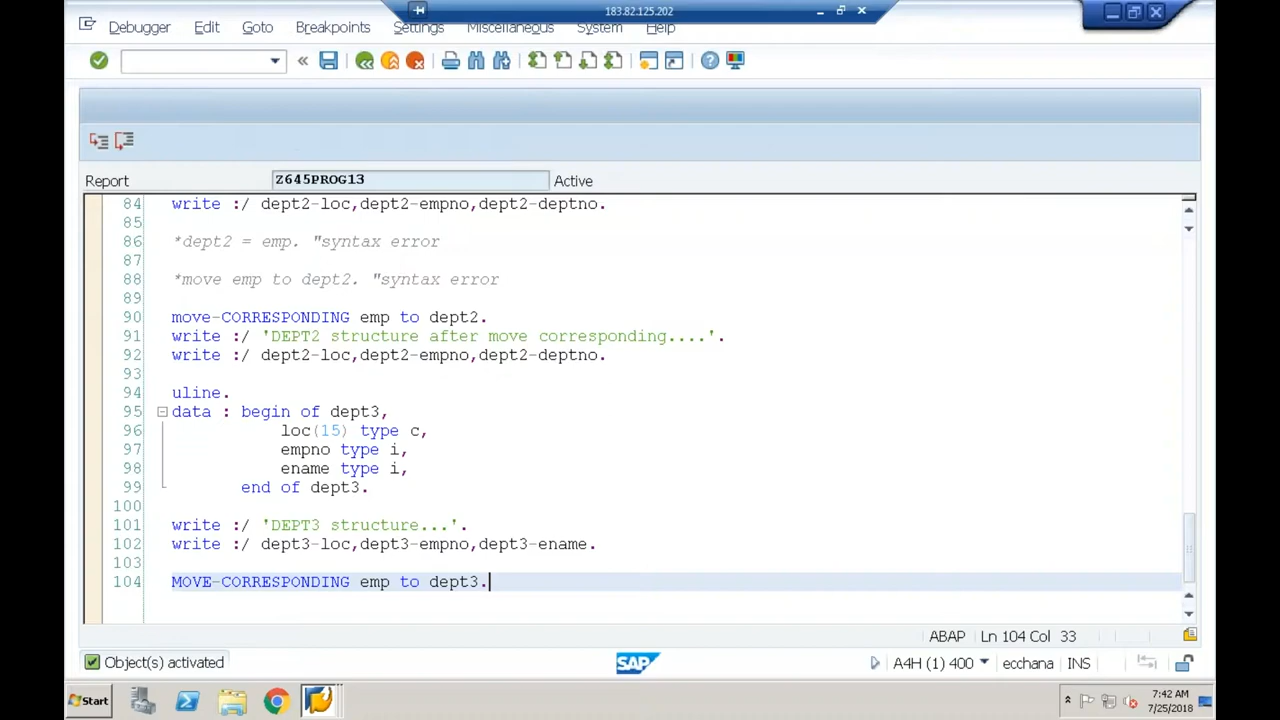 183.82.125.202
Debugger Edit Goto Breakpoints Settings Miscellaneous System Help
Report Z645PROG13 Active
84 write :/ dept2-loc,dept2-empno,dept2-deptno.
85
86 *dept2 = emp. "syntax error
87
88 *move emp to dept2. "syntax error
89
90 move-CORRESPONDING emp to dept2.
91 write :/ 'DEPT2 structure after move corresponding....'.
92 write :/ dept2-loc,dept2-empno,dept2-deptno.
93
94 uline.
95 data : begin of dept3,
96 loc(15) type c,
97 empno type i,
98 ename type i,
99 end of dept3.
100
101 write :/ 'DEPT3 structure...'.
102 write :/ dept3-loc,dept3-empno,dept3-ename.
103
104 MOVE-CORRESPONDING emp to dept3.
ABAP Ln 104 Col 33
Object(s) activated SAP A4H (1) 400 ecchana INS
Start 7:42 AM
7/25/2018